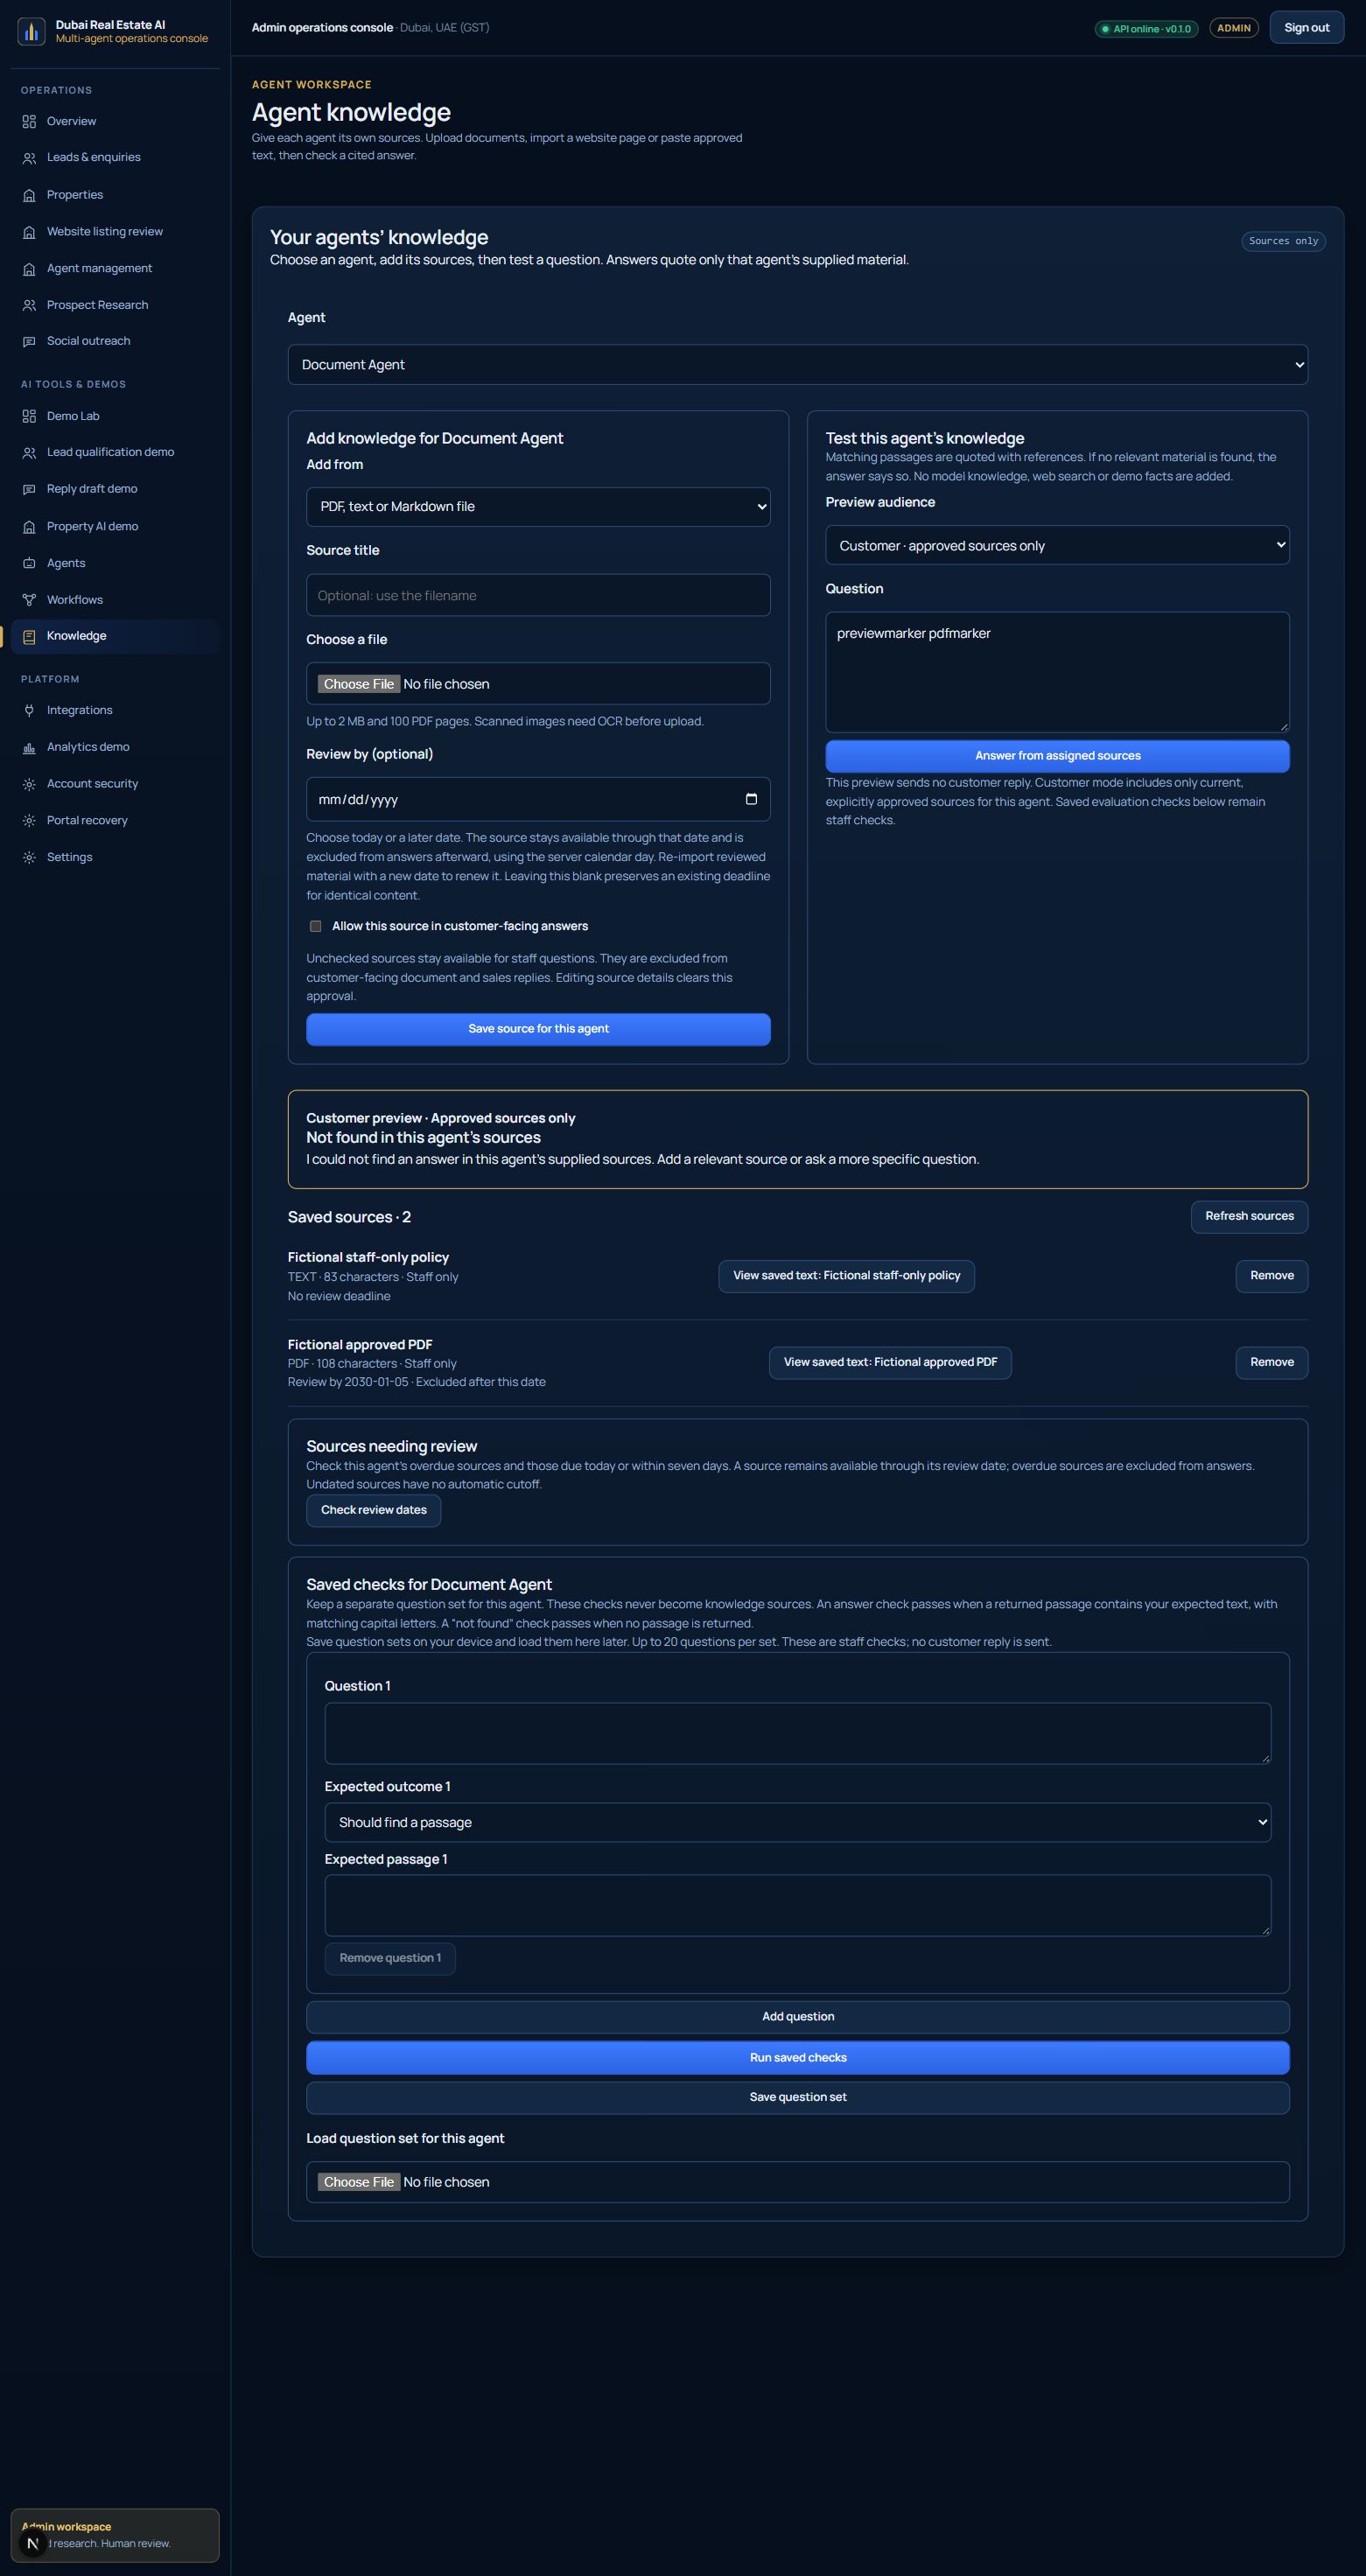 Dubai Real Estate AI
Multi-agent operations console
OPERATIONS
Overview
Leads & enquiries
Properties
Website listing review
Agent management
Prospect Research
Social outreach
AI TOOLS & DEMOS
Demo Lab
Lead qualification demo
Reply draft demo
Property AI demo
Agents
Workflows
Knowledge
PLATFORM
Integrations
Analytics demo
Account security
Portal recovery
Settings
Admin workspace
research. Human review.
N
Admin operations console · Dubai, UAE (GST)
API online · v0.1.0
ADMIN
Sign out
AGENT WORKSPACE
Agent knowledge
Give each agent its own sources. Upload documents, import a website page or paste approved
text, then check a cited answer.
Your agents’ knowledge
Choose an agent, add its sources, then test a question. Answers quote only that agent’s supplied material.
Sources only
Agent
Document Agent
Add knowledge for Document Agent
Add from
PDF, text or Markdown file
Source title
Optional: use the filename
Choose a file
Choose File No file chosen
Up to 2 MB and 100 PDF pages. Scanned images need OCR before upload.
Review by (optional)
mm/dd/yyyy
Choose today or a later date. The source stays available through that date and is
excluded from answers afterward, using the server calendar day. Re-import reviewed
material with a new date to renew it. Leaving this blank preserves an existing deadline
for identical content.
Allow this source in customer-facing answers
Unchecked sources stay available for staff questions. They are excluded from
customer-facing document and sales replies. Editing source details clears this
approval.
Save source for this agent
Test this agent’s knowledge
Matching passages are quoted with references. If no relevant material is found, the
answer says so. No model knowledge, web search or demo facts are added.
Preview audience
Customer · approved sources only
Question
previewmarker pdfmarker
Answer from assigned sources
This preview sends no customer reply. Customer mode includes only current,
explicitly approved sources for this agent. Saved evaluation checks below remain
staff checks.
Customer preview · Approved sources only
Not found in this agent’s sources
I could not find an answer in this agent’s supplied sources. Add a relevant source or ask a more specific question.
Saved sources · 2
Refresh sources
Fictional staff-only policy
TEXT · 83 characters · Staff only
No review deadline
View saved text: Fictional staff-only policy
Remove
Fictional approved PDF
PDF · 108 characters · Staff only
Review by 2030-01-05 · Excluded after this date
View saved text: Fictional approved PDF
Remove
Sources needing review
Check this agent’s overdue sources and those due today or within seven days. A source remains available through its review date; overdue sources are excluded from answers.
Undated sources have no automatic cutoff.
Check review dates
Saved checks for Document Agent
Keep a separate question set for this agent. These checks never become knowledge sources. An answer check passes when a returned passage contains your expected text, with
matching capital letters. A “not found” check passes when no passage is returned.
Save question sets on your device and load them here later. Up to 20 questions per set. These are staff checks; no customer reply is sent.
Question 1
Expected outcome 1
Should find a passage
Expected passage 1
Remove question 1
Add question
Run saved checks
Save question set
Load question set for this agent
Choose File No file chosen